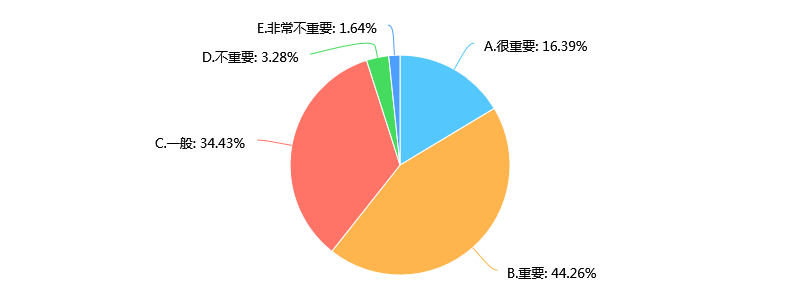 E.非常不重要: 1.64%
A.很重要: 16.39%
D.不重要: 3.28%
C.一般: 34.43%
B.重要: 44.26%